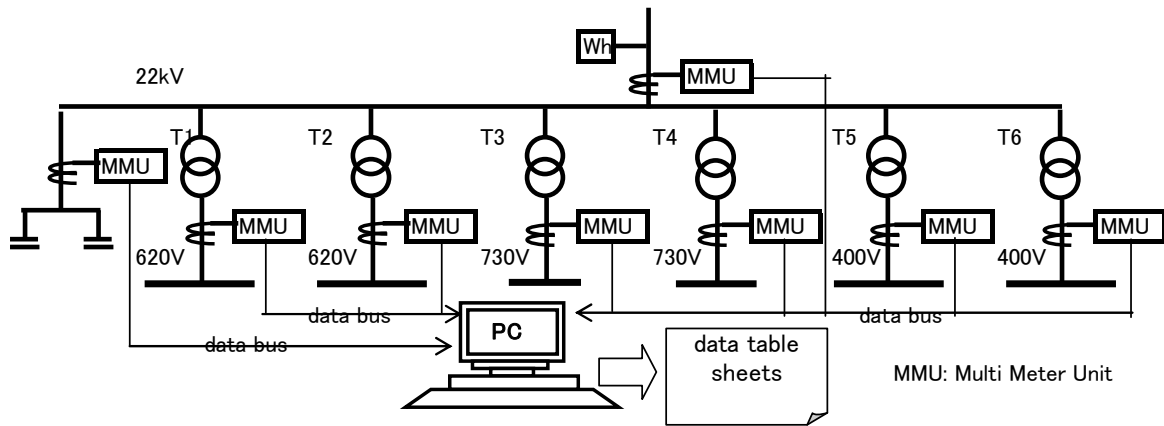 Wh
MMU
22kV
T1
T2
T3
T4
T5
T6
MMU
MMU
MMU
MMU
MMU
MMU
MMU
620V
620V
730V
730V
400V
400V
data bus
data bus
data bus
PC
data table
sheets
MMU: Multi Meter Unit